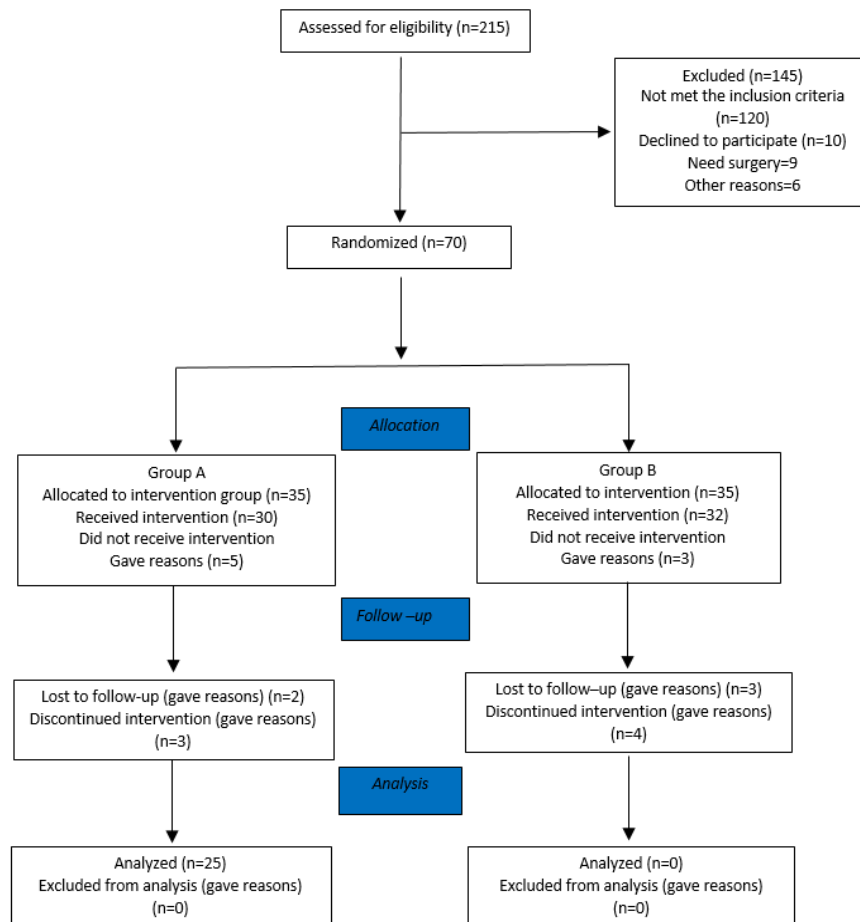 Assessed for eligibility (n=215)
Excluded (n=145)
Not met the inclusion criteria
(n=120)
Declined to participate (n=10)
Need surgery=9
Other reasons=6
Randomized (n=70)
Allocation
Group A
Allocated to intervention group (n=35)
Received intervention (n=30)
Did not receive intervention
Gave reasons (n=5)
Group B
Allocated to intervention (n=35)
Received intervention (n=32)
Did not receive intervention
Gave reasons (n=3)
Follow –up
Lost to follow-up (gave reasons) (n=2)
Discontinued intervention (gave reasons)
(n=3)
Lost to follow–up (gave reasons) (n=3)
Discontinued intervention (gave reasons)
(n=4)
Analysis
Analyzed (n=25)
Excluded from analysis (gave reasons)
(n=0)
Analyzed (n=0)
Excluded from analysis (gave reasons)
(n=0)